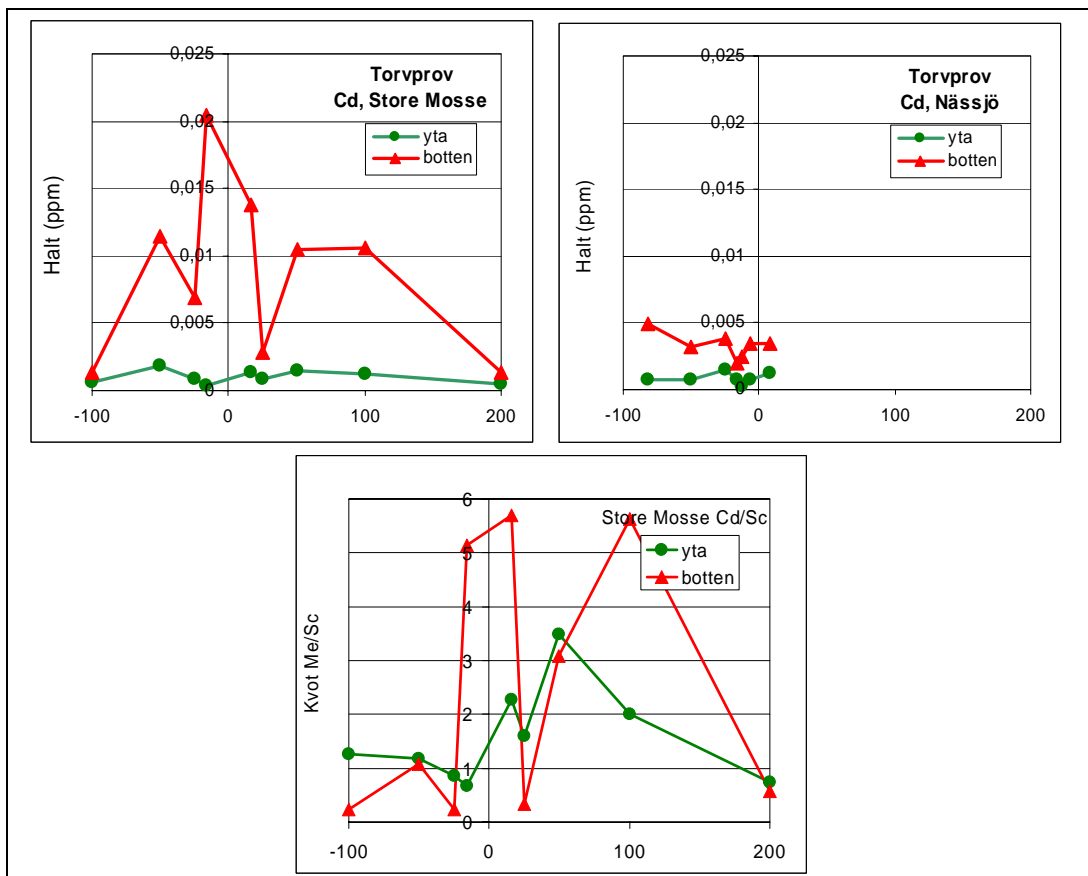 0,025
0,02
0,015
0,01
0,005
0
-100 0 100 200
Halt (ppm)
Torvprov
Cd, Store Mosse
yta
botten
0,025
0,02
0,015
0,01
0,005
0
-100 0 100 200
Halt (ppm)
Torvprov
Cd, Nässjö
yta
botten
6
5
4
3
2
1
0
-100 0 100 200
Kvot Me/Sc
Store Mosse Cd/Sc
yta
botten